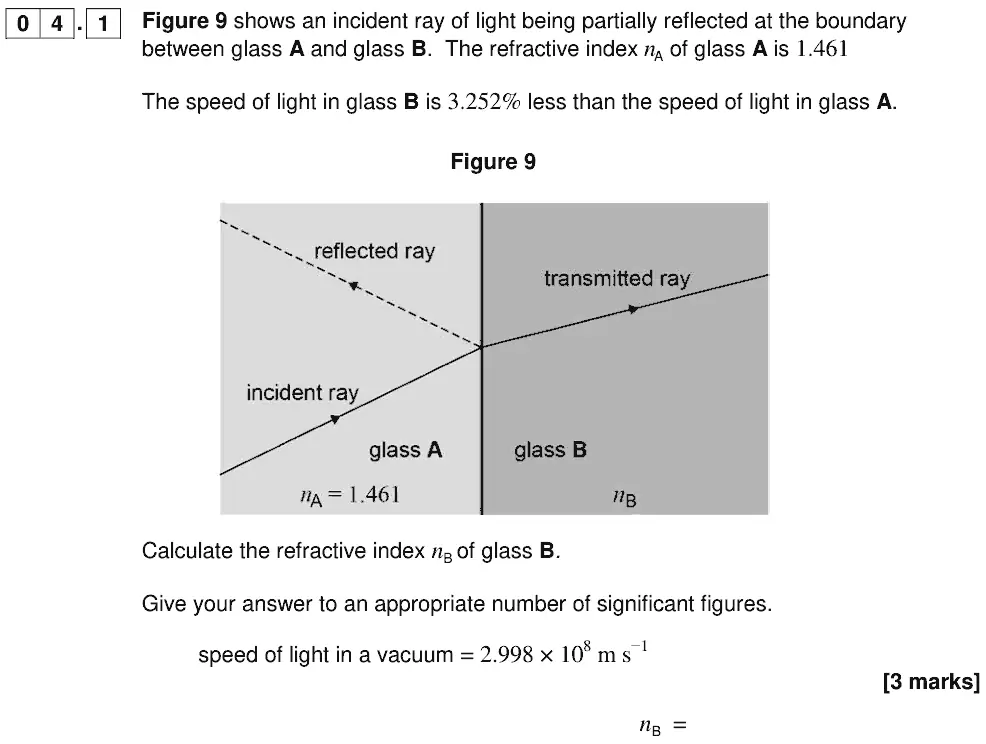 0 4 . 1 Figure 9 shows an incident ray of light being partially reflected at the boundary
between glass A and glass B. The refractive index nA of glass A is 1.461
The speed of light in glass B is 3.252% less than the speed of light in glass A.
Figure 9
reflected ray
transmitted ray
incident ray
glass A
glass B
nA = 1.461
nB
Calculate the refractive index nB of glass B.
Give your answer to an appropriate number of significant figures.
speed of light in a vacuum = 2.998 × 10⁸ m s⁻¹
[3 marks]
nB =